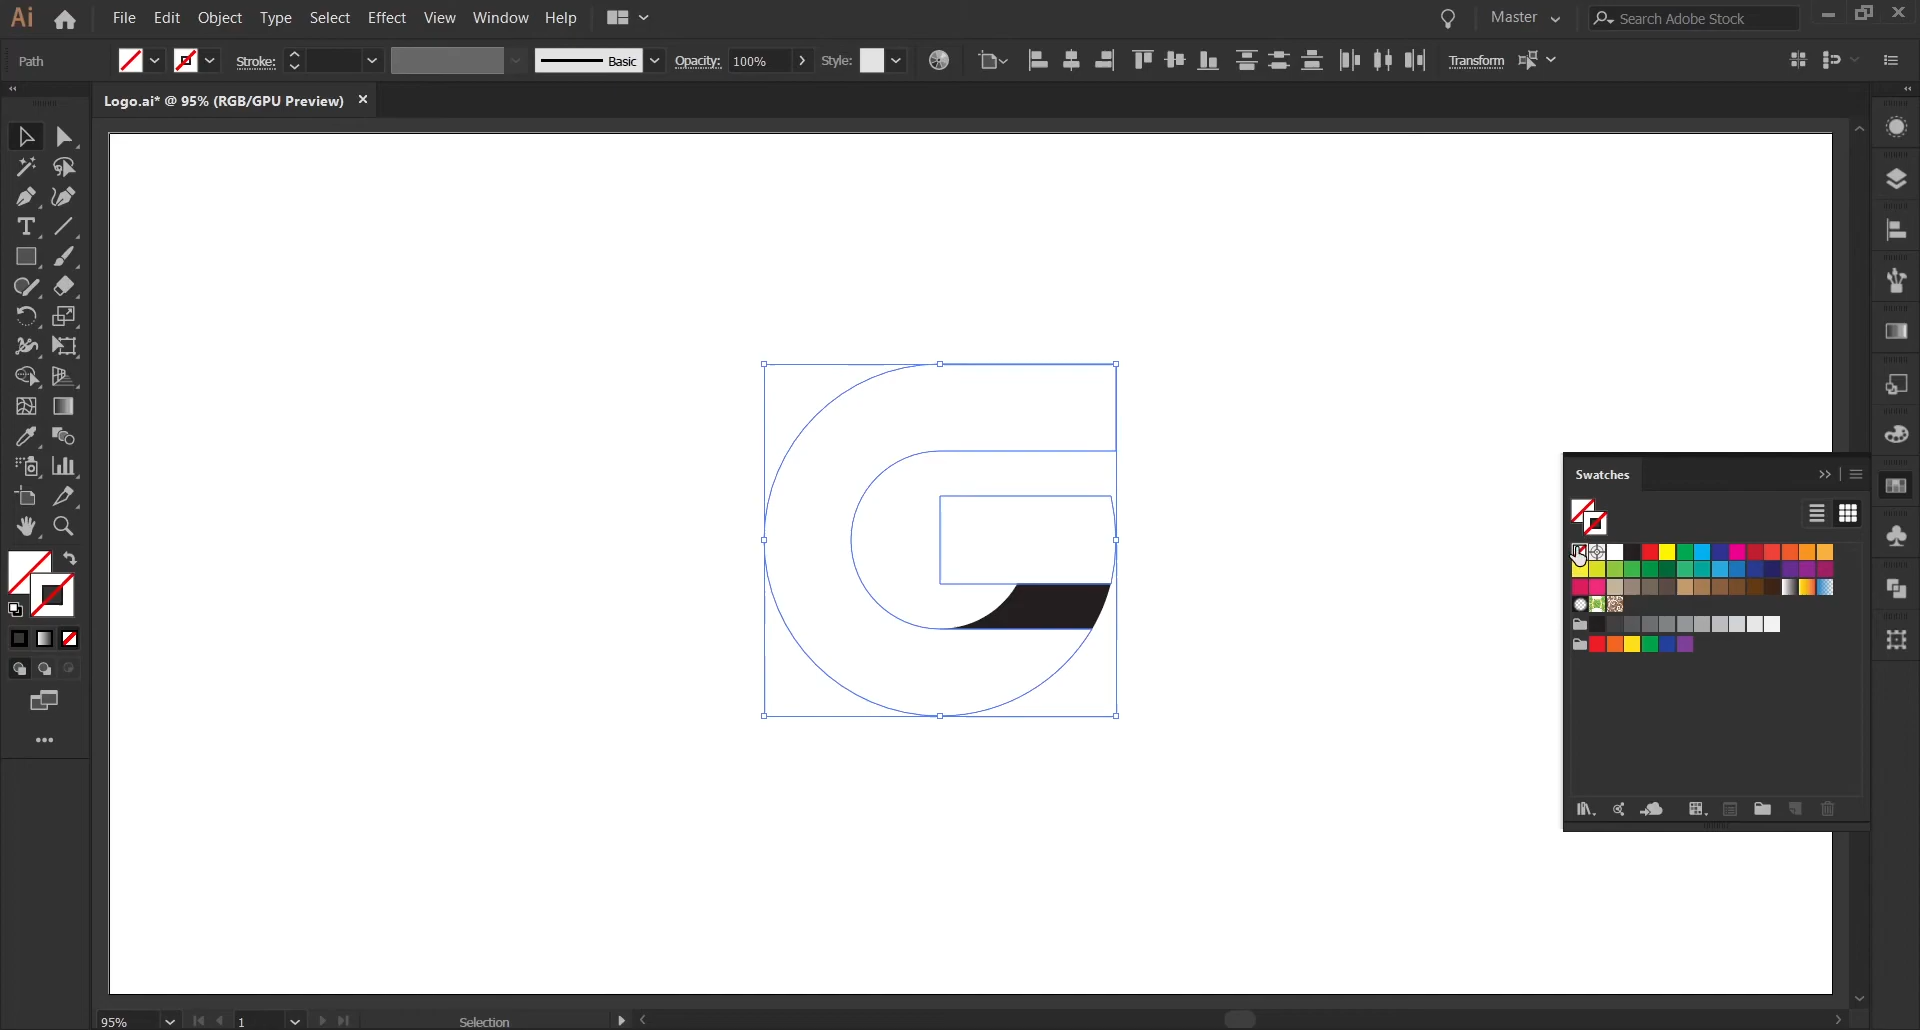 Ai File Edit Object Type Select Effect View Window Help Master Search Adobe Stock
Path Stroke: Basic Opacity: 100% Style: Transform
Logo.ai* @ 95% (RGB/GPU Preview)
Swatches
95% 1 Selection